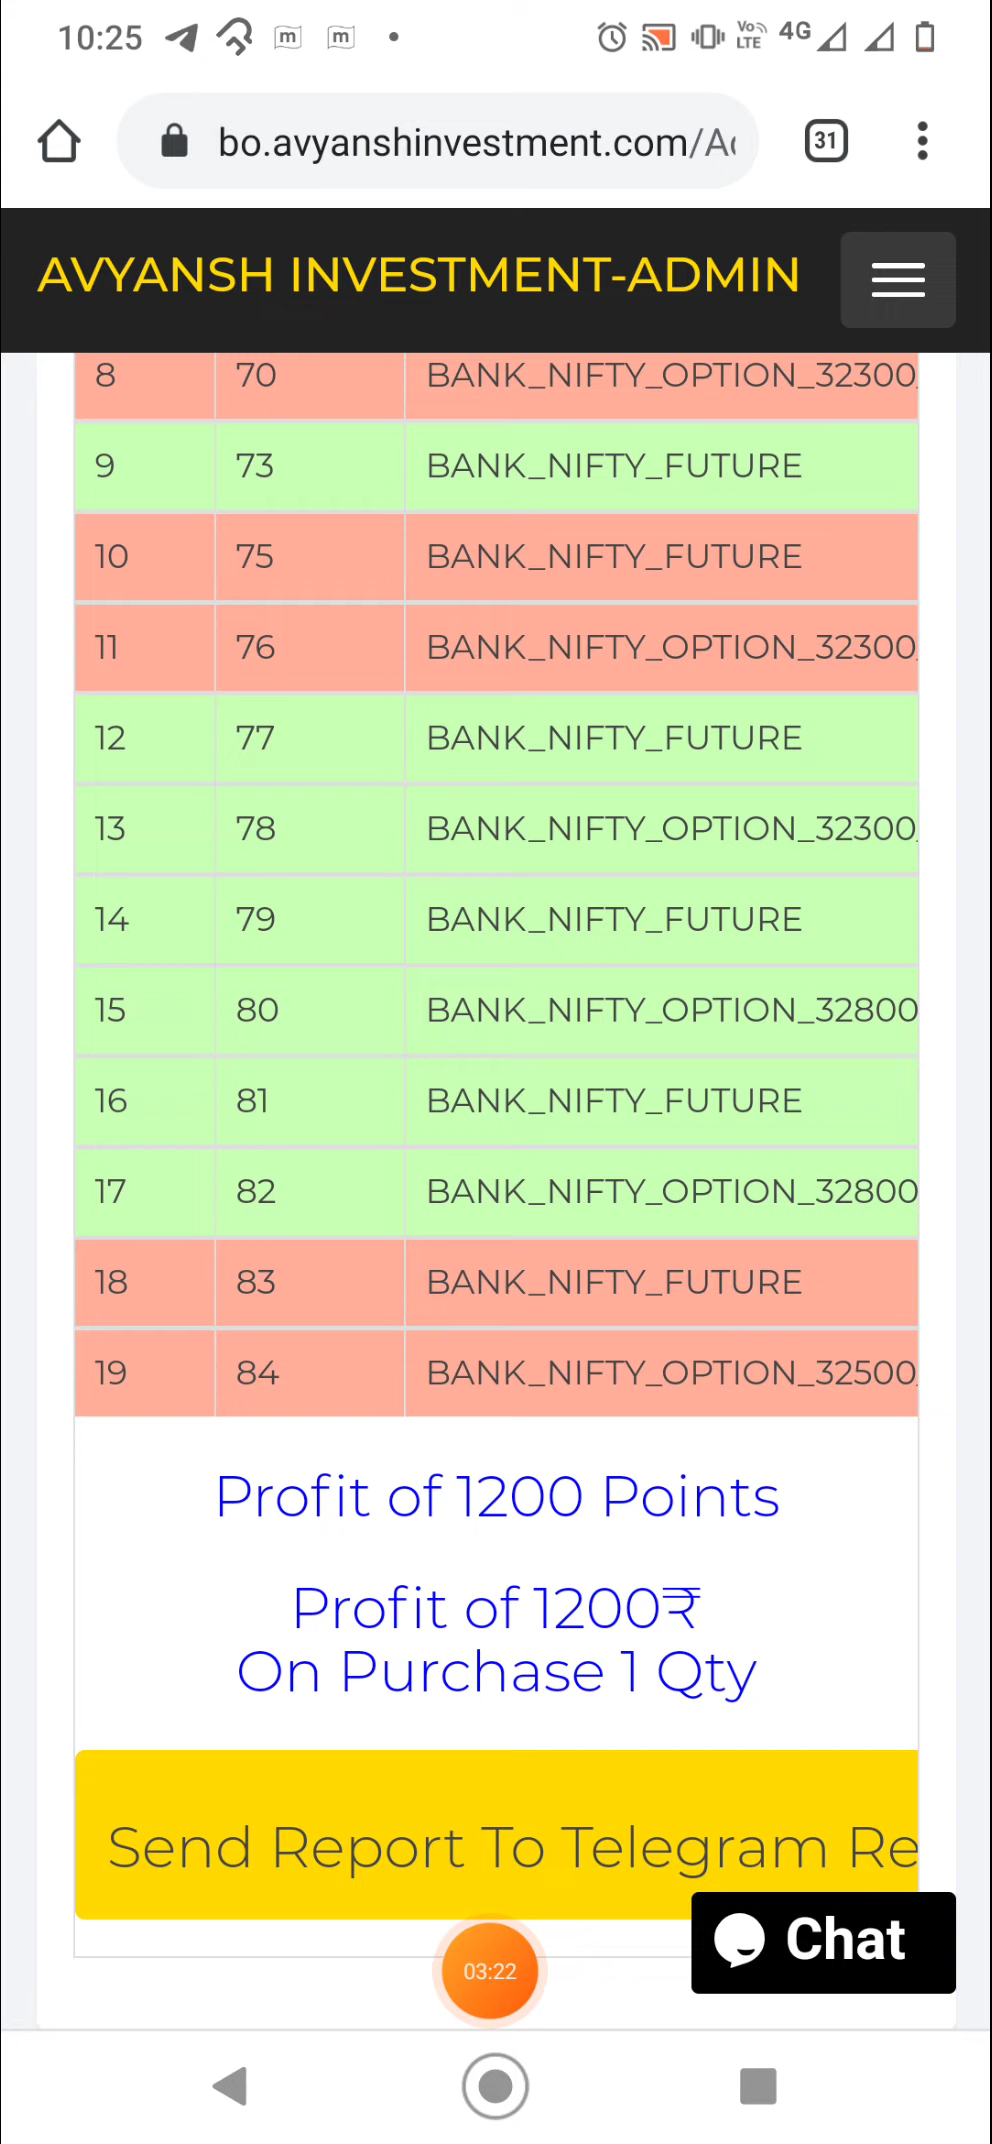 10:25 m m Vo LTE 4G
bo.avyanshinvestment.com/A 31
AVYANSH INVESTMENT-ADMIN
8 70 BANK_NIFTY_OPTION_32300
9 73 BANK_NIFTY_FUTURE
10 75 BANK_NIFTY_FUTURE
11 76 BANK_NIFTY_OPTION_32300
12 77 BANK_NIFTY_FUTURE
13 78 BANK_NIFTY_OPTION_32300
14 79 BANK_NIFTY_FUTURE
15 80 BANK_NIFTY_OPTION_32800
16 81 BANK_NIFTY_FUTURE
17 82 BANK_NIFTY_OPTION_32800
18 83 BANK_NIFTY_FUTURE
19 84 BANK_NIFTY_OPTION_32500
Profit of 1200 Points
Profit of 1200₹
On Purchase 1 Qty
Send Report To Telegram Re
Chat
03:22